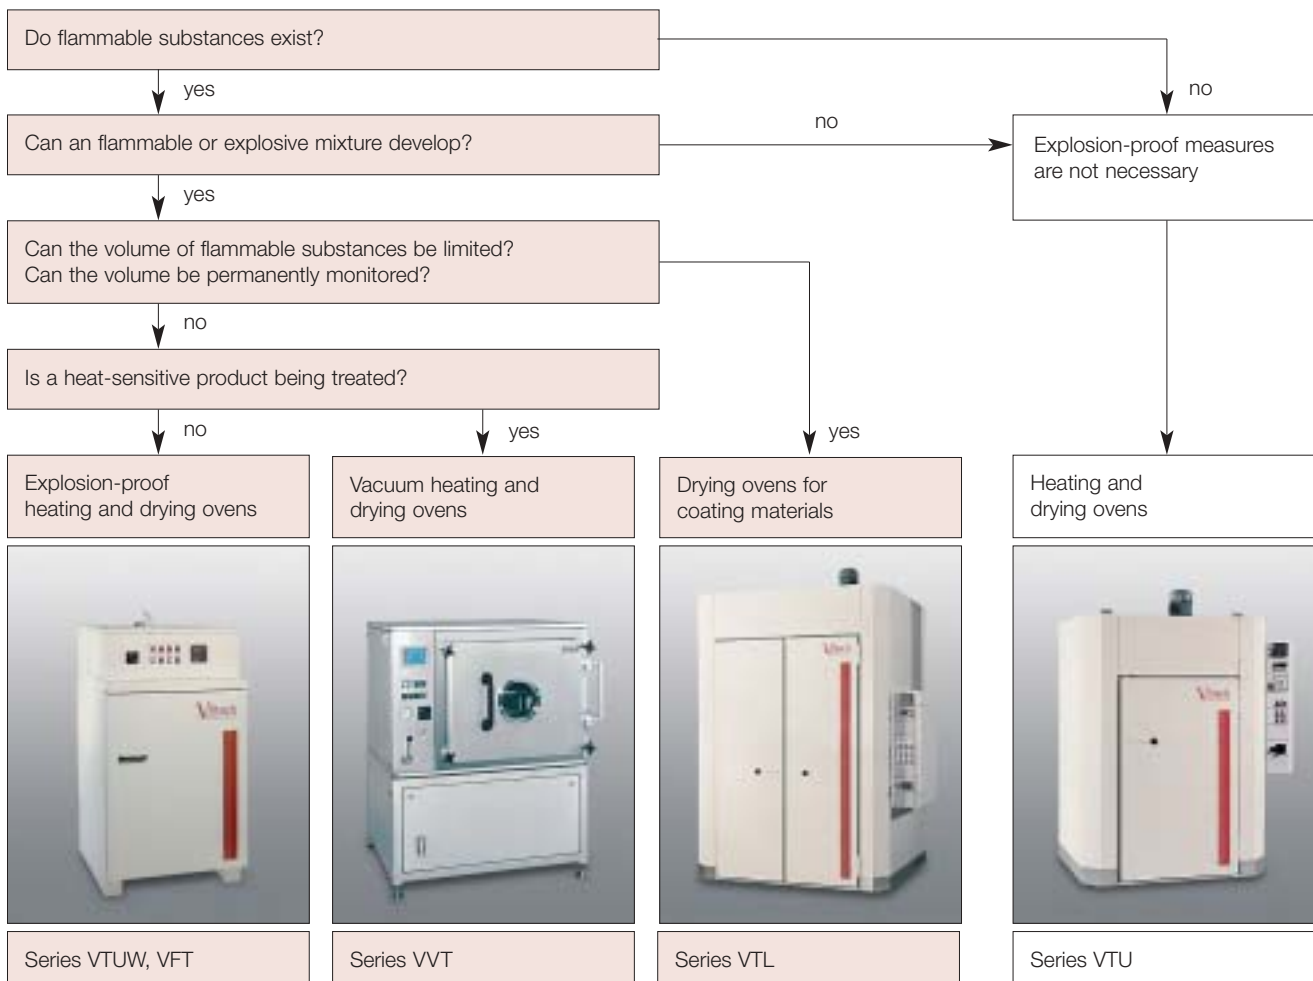 Do flammable substances exist?
yes
no
Can an flammable or explosive mixture develop?
no
Explosion-proof measures
are not necessary
yes
Can the volume of flammable substances be limited?
Can the volume be permanently monitored?
no
Is a heat-sensitive product being treated?
no
yes
yes
Explosion-proof
heating and drying ovens
Vacuum heating and
drying ovens
Drying ovens for
coating materials
Heating and
drying ovens
Series VTUW, VFT
Series VVT
Series VTL
Series VTU